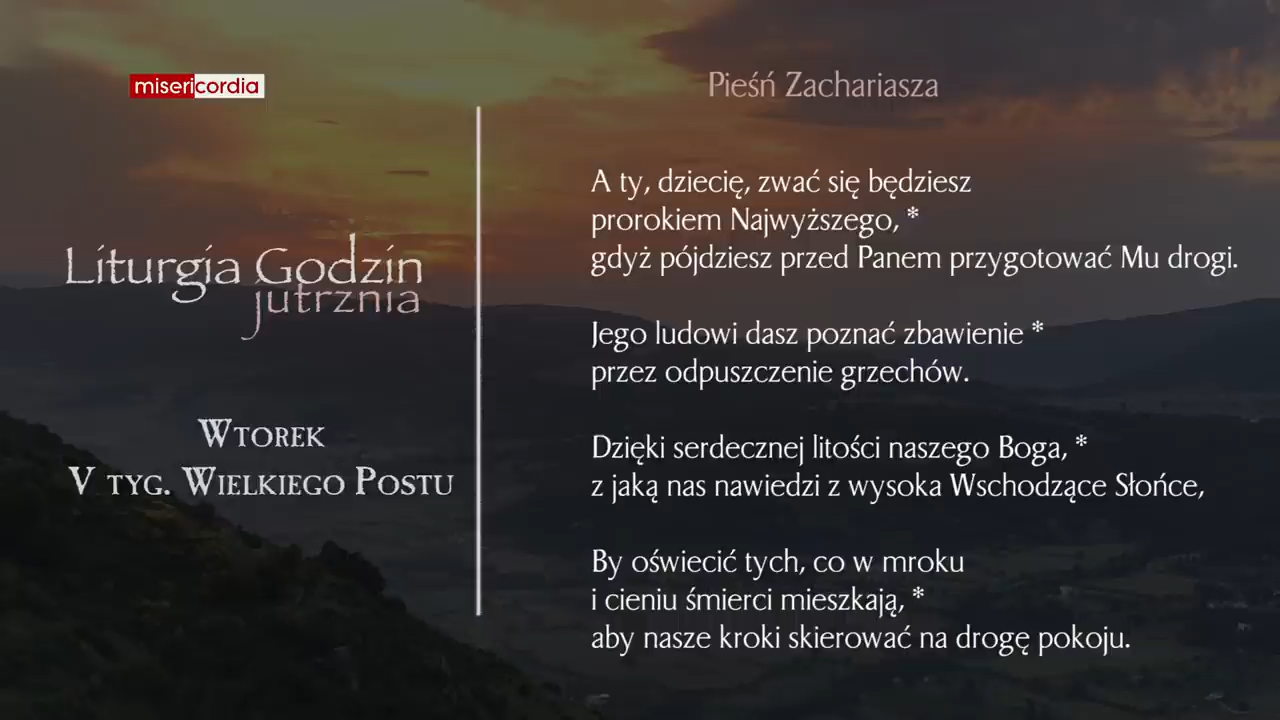 misericordia
Liturgia Godzin
jutrznia
Wtorek
V tyg. Wielkiego Postu
Pieśń Zachariasza
A ty, dziecię, zwać się będziesz
prorokiem Najwyższego, *
gdyż pójdziesz przed Panem przygotować Mu drogi.
Jego ludowi dasz poznać zbawienie *
przez odpuszczenie grzechów.
Dzięki serdecznej litości naszego Boga, *
z jaką nas nawiedzi z wysoka Wschodzące Słońce,
By oświecić tych, co w mroku
i cieniu śmierci mieszkają, *
aby nasze kroki skierować na drogę pokoju.